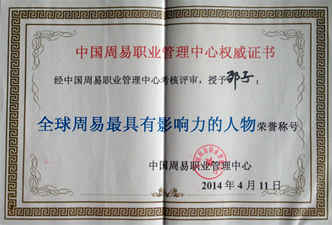 中国周易职业管理中心权威证书
经中国周易职业管理中心考核评审，授予邹子：
全球周易最具有影响力的人物荣誉称号
中国周易职业管理中心
2014年4月11日